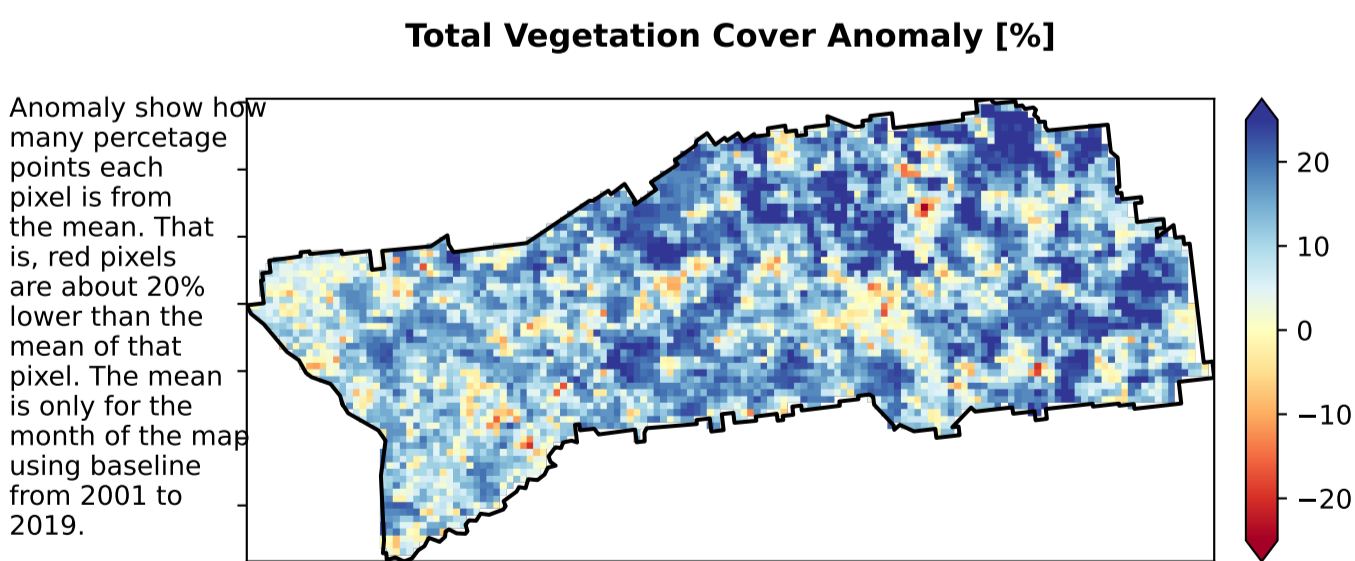 Total Vegetation Cover Anomaly [%]
Anomaly show how
many percetage
points each
pixel is from
the mean. That
is, red pixels
are about 20%
lower than the
mean of that
pixel. The mean
is only for the
month of the map
using baseline
from 2001 to
2019.
20
10
0
−10
−20